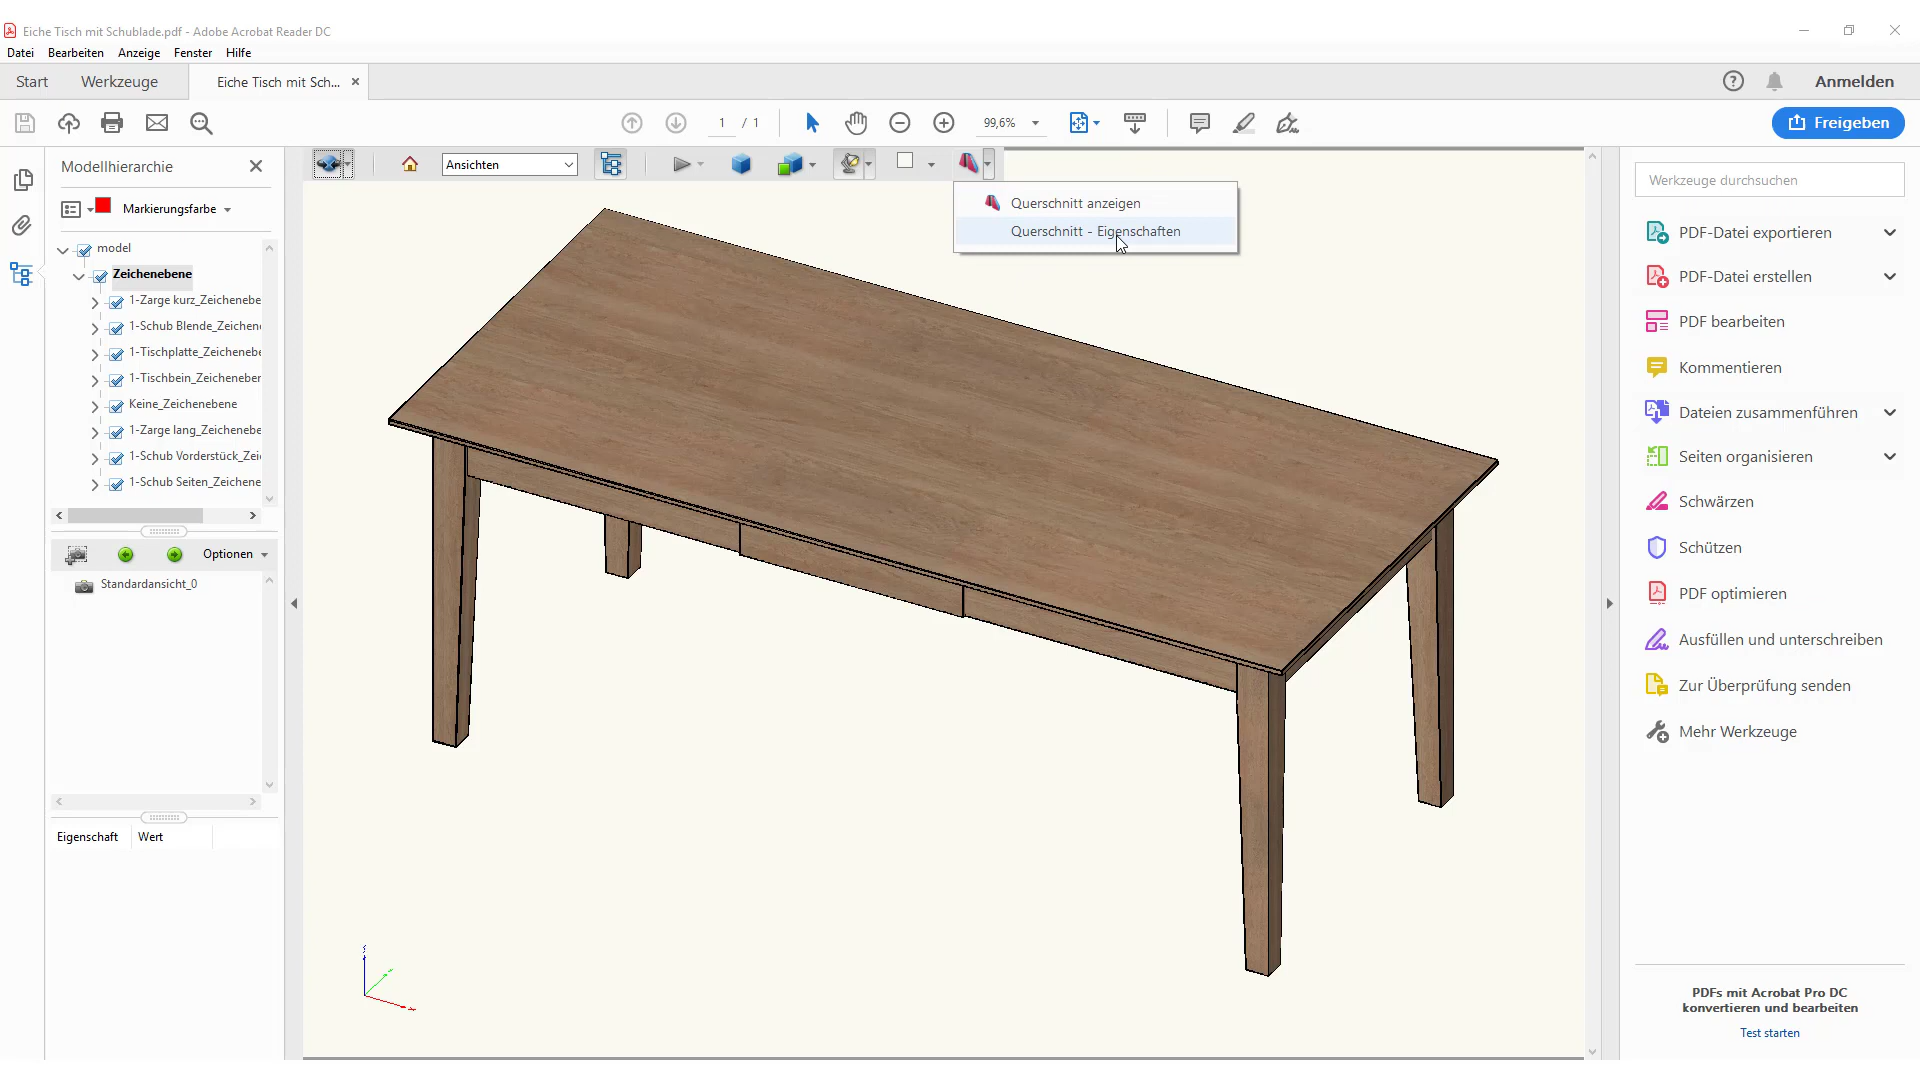 Eiche Tisch mit Schublade.pdf - Adobe Acrobat Reader DC
Datei Bearbeiten Anzeige Fenster Hilfe
Start Werkzeuge Eiche Tisch mit Sch... Anmelden
1 / 1 99,6% Freigeben
Modellhierarchie
Ansichten
Markierungsfarbe
model
Zeichenebene
1-Zarge kurz_Zeichenebe
1-Schub Blende_Zeichen
1-Tischplatte_Zeichenebe
1-Tischbein_Zeicheneber
Keine_Zeichenebene
1-Zarge lang_Zeichenebe
1-Schub Vorderstück_Zei
1-Schub Seiten_Zeichene
Optionen
Standardansicht_0
Eigenschaft Wert
Querschnitt anzeigen
Querschnitt - Eigenschaften
Werkzeuge durchsuchen
PDF-Datei exportieren
PDF-Datei erstellen
PDF bearbeiten
Kommentieren
Dateien zusammenführen
Seiten organisieren
Schwärzen
Schützen
PDF optimieren
Ausfüllen und unterschreiben
Zur Überprüfung senden
Mehr Werkzeuge
PDFs mit Acrobat Pro DC
konvertieren und bearbeiten
Test starten